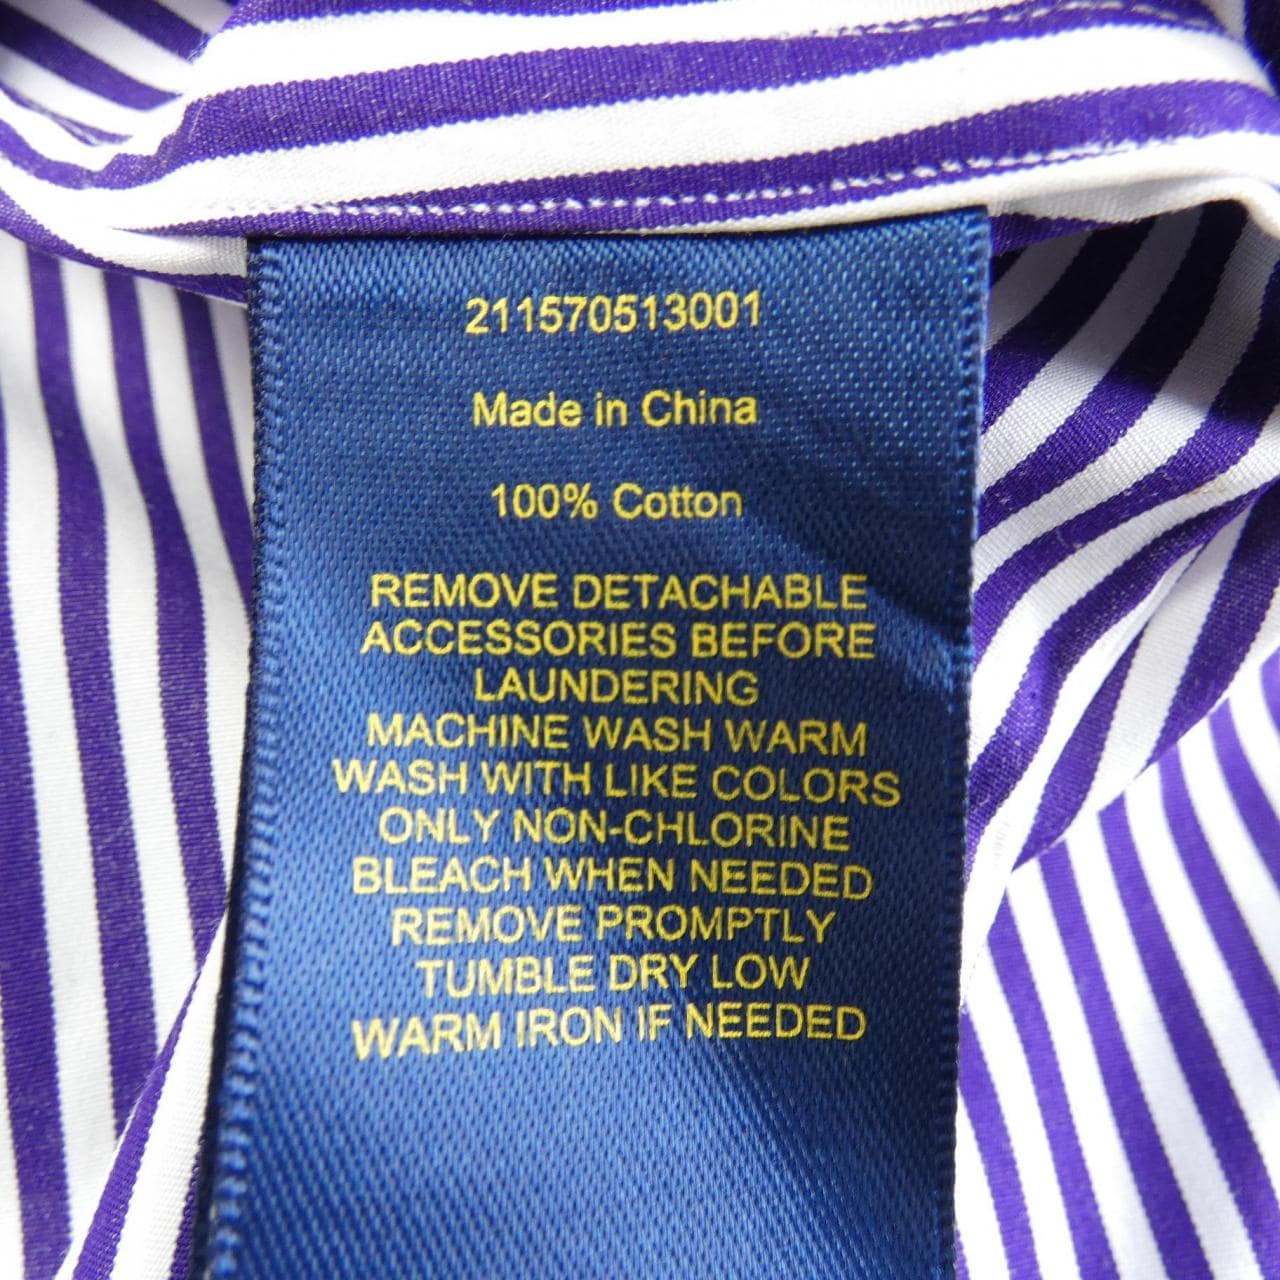 211570513001
Made in China
100% Cotton
REMOVE DETACHABLE
ACCESSORIES BEFORE
LAUNDERING
MACHINE WASH WARM
WASH WITH LIKE COLORS
ONLY NON-CHLORINE
BLEACH WHEN NEEDED
REMOVE PROMPTLY
TUMBLE DRY LOW
WARM IRON IF NEEDED